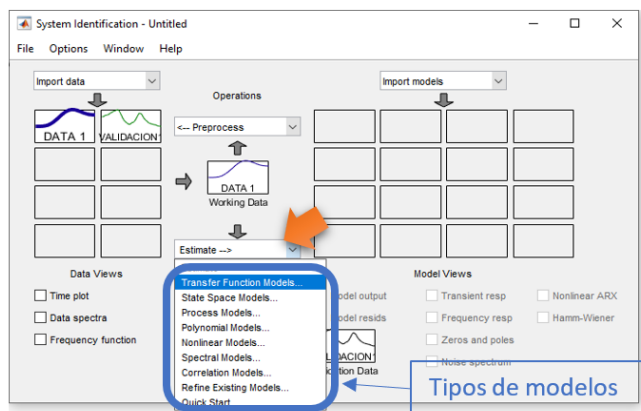 System Identification - Untitled
File Options Window Help
Import data
Import models
Operations
DATA 1
<-- Preprocess
DATA 1
Working Data
Estimate -->
Data Views
Model Views
Transfer Function Models...
Time plot
Transient resp
Nonlinear ARX
State Space Models...
Data spectra
Process Models...
Frequency resp
Hamm-Wiener
Frequency function
Polynomial Models...
Zeros and poles
Nonlinear Models...
Spectral Models...
Noise spectrum
Correlation Models...
Data
Refine Existing Models...
Quick Start
Tipos de modelos